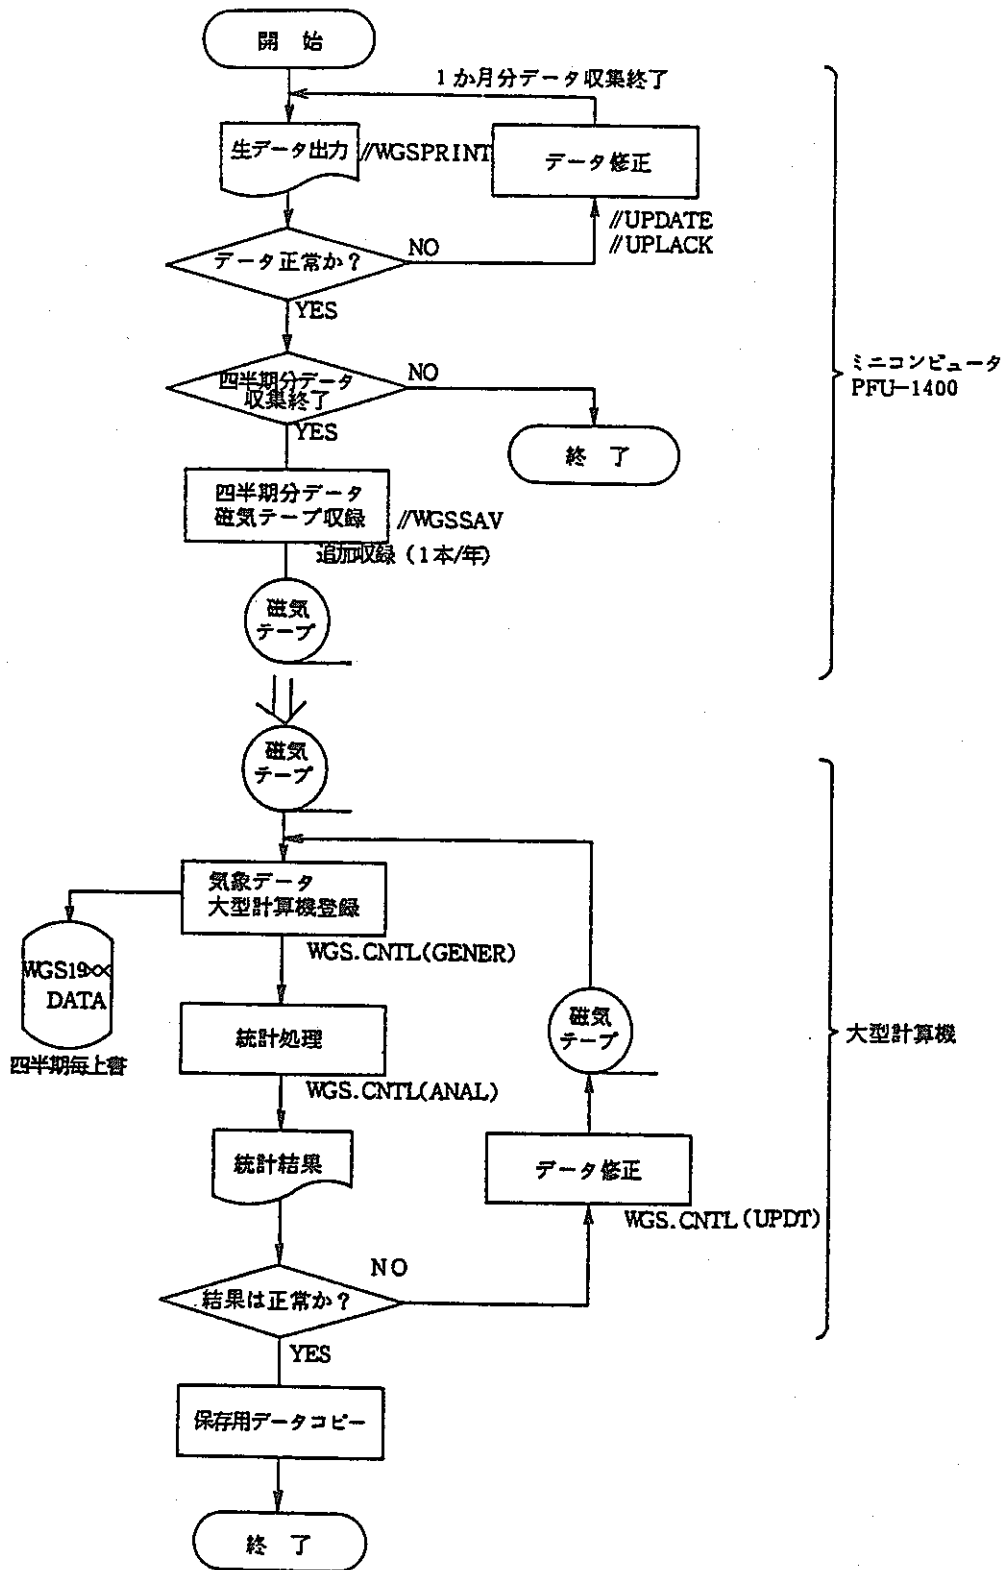 開始
1か月分データ収集終了
生データ出力
//WGSPRINT
データ修正
//UPDATE
//UPLACK
データ正常か?
NO
YES
四半期分データ
収集終了
NO
YES
終了
ミニコンピュータ
PFU-1400
四半期分データ
磁気テープ収録
//WGSSAV
追加収録(1本/年)
磁気
テープ
磁気
テープ
気象データ
大型計算機登録
WGS.CNTL(GENER)
WGS19××
DATA
四半期毎上書
統計処理
WGS.CNTL(ANAL)
磁気
テープ
大型計算機
統計結果
データ修正
WGS.CNTL(UPDT)
結果は正常か?
NO
YES
保存用データコピー
終了